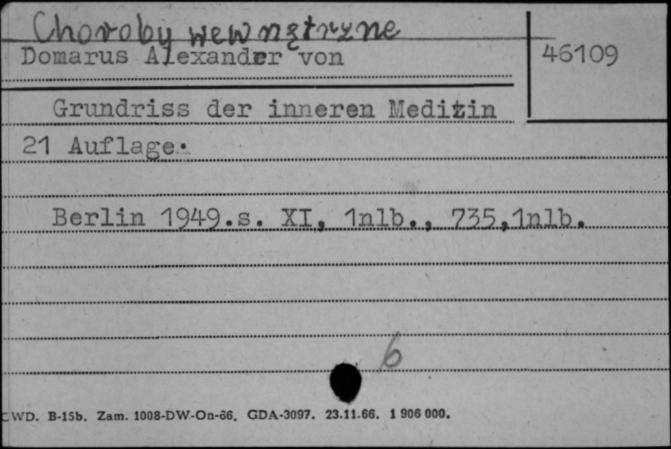 Choroby wewnętrzne
Domarus Alexander von
46109
Grundriss der inneren Medizin
21 Auflage.
Berlin 1949.s. XI, 1nlb., 735,1nlb.
6
CWD. B-15b. Zam. 1008-DW-On-66. GDA-3097. 23.11.66. 1 906 000.